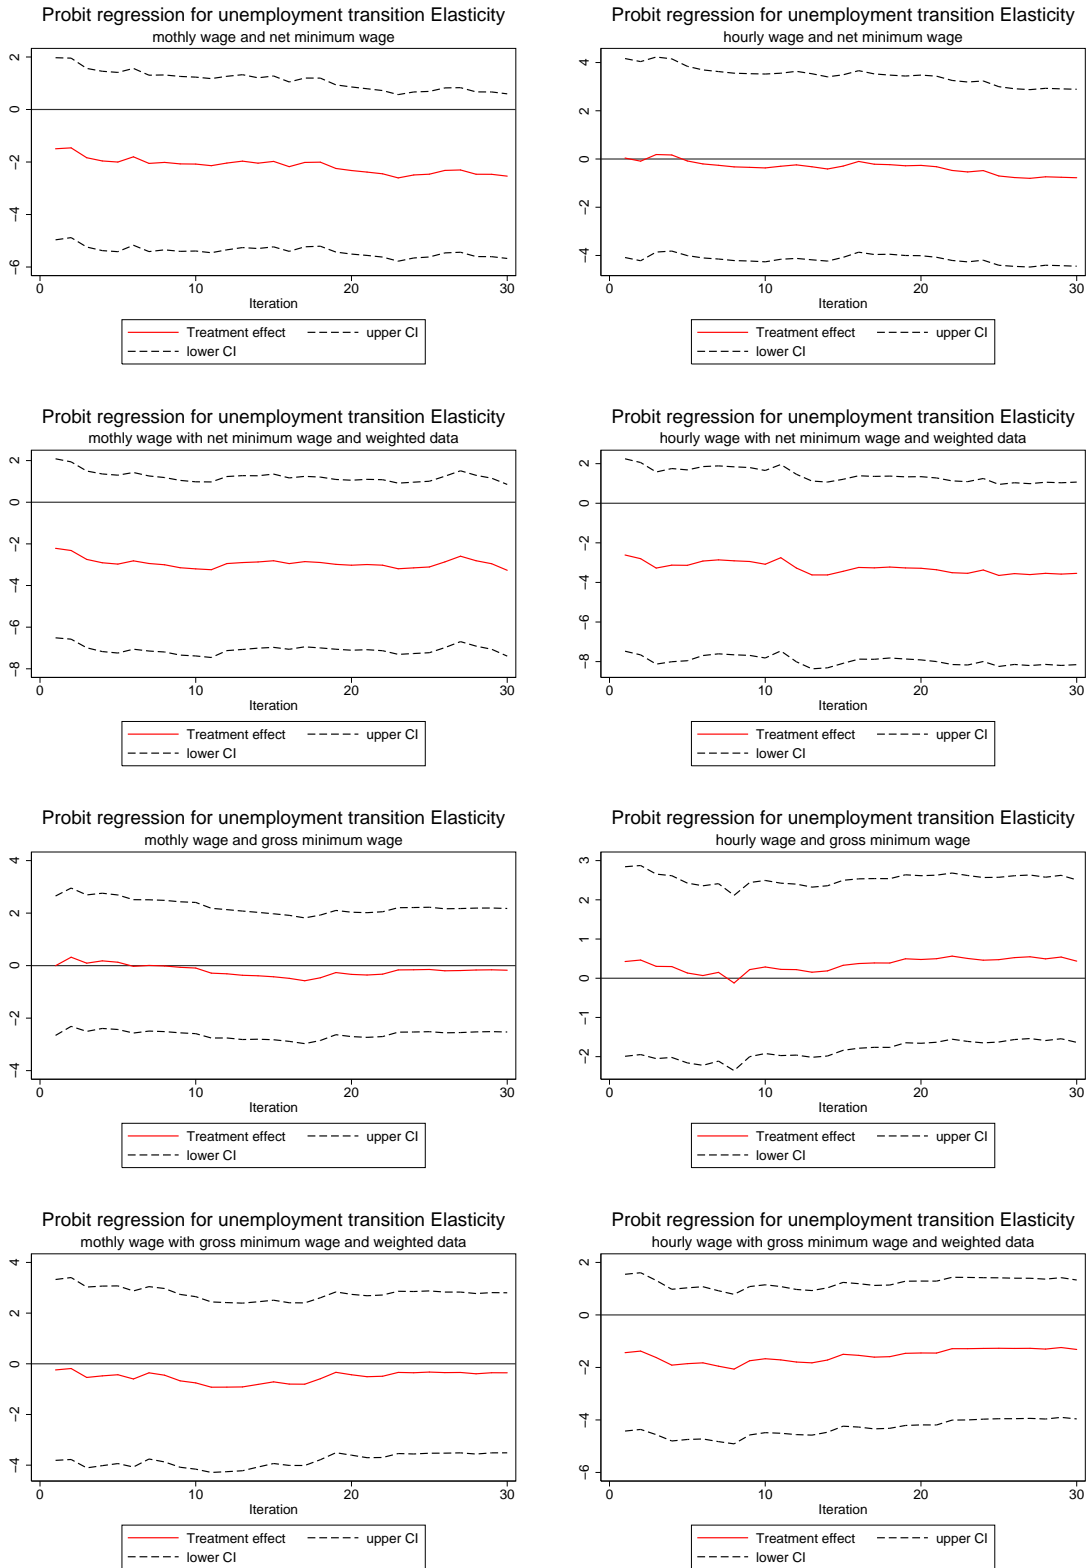 Probit regression for unemployment transition Elasticity
mothly wage and net minimum wage
2
0
−2
−4
−6
0 10 20 30
Iteration
Treatment effect upper CI
lower CI
Probit regression for unemployment transition Elasticity
hourly wage and net minimum wage
4
2
0
−2
−4
0 10 20 30
Iteration
Treatment effect upper CI
lower CI
Probit regression for unemployment transition Elasticity
mothly wage with net minimum wage and weighted data
2
0
−2
−4
−6
−8
0 10 20 30
Iteration
Treatment effect upper CI
lower CI
Probit regression for unemployment transition Elasticity
hourly wage with net minimum wage and weighted data
2
0
−2
−4
−6
−8
0 10 20 30
Iteration
Treatment effect upper CI
lower CI
Probit regression for unemployment transition Elasticity
mothly wage and gross minimum wage
4
2
0
−2
−4
0 10 20 30
Iteration
Treatment effect upper CI
lower CI
Probit regression for unemployment transition Elasticity
hourly wage and gross minimum wage
3
2
1
0
−1
−2
0 10 20 30
Iteration
Treatment effect upper CI
lower CI
Probit regression for unemployment transition Elasticity
mothly wage with gross minimum wage and weighted data
4
2
0
−2
−4
0 10 20 30
Iteration
Treatment effect upper CI
lower CI
Probit regression for unemployment transition Elasticity
hourly wage with gross minimum wage and weighted data
2
0
−2
−4
−6
0 10 20 30
Iteration
Treatment effect upper CI
lower CI